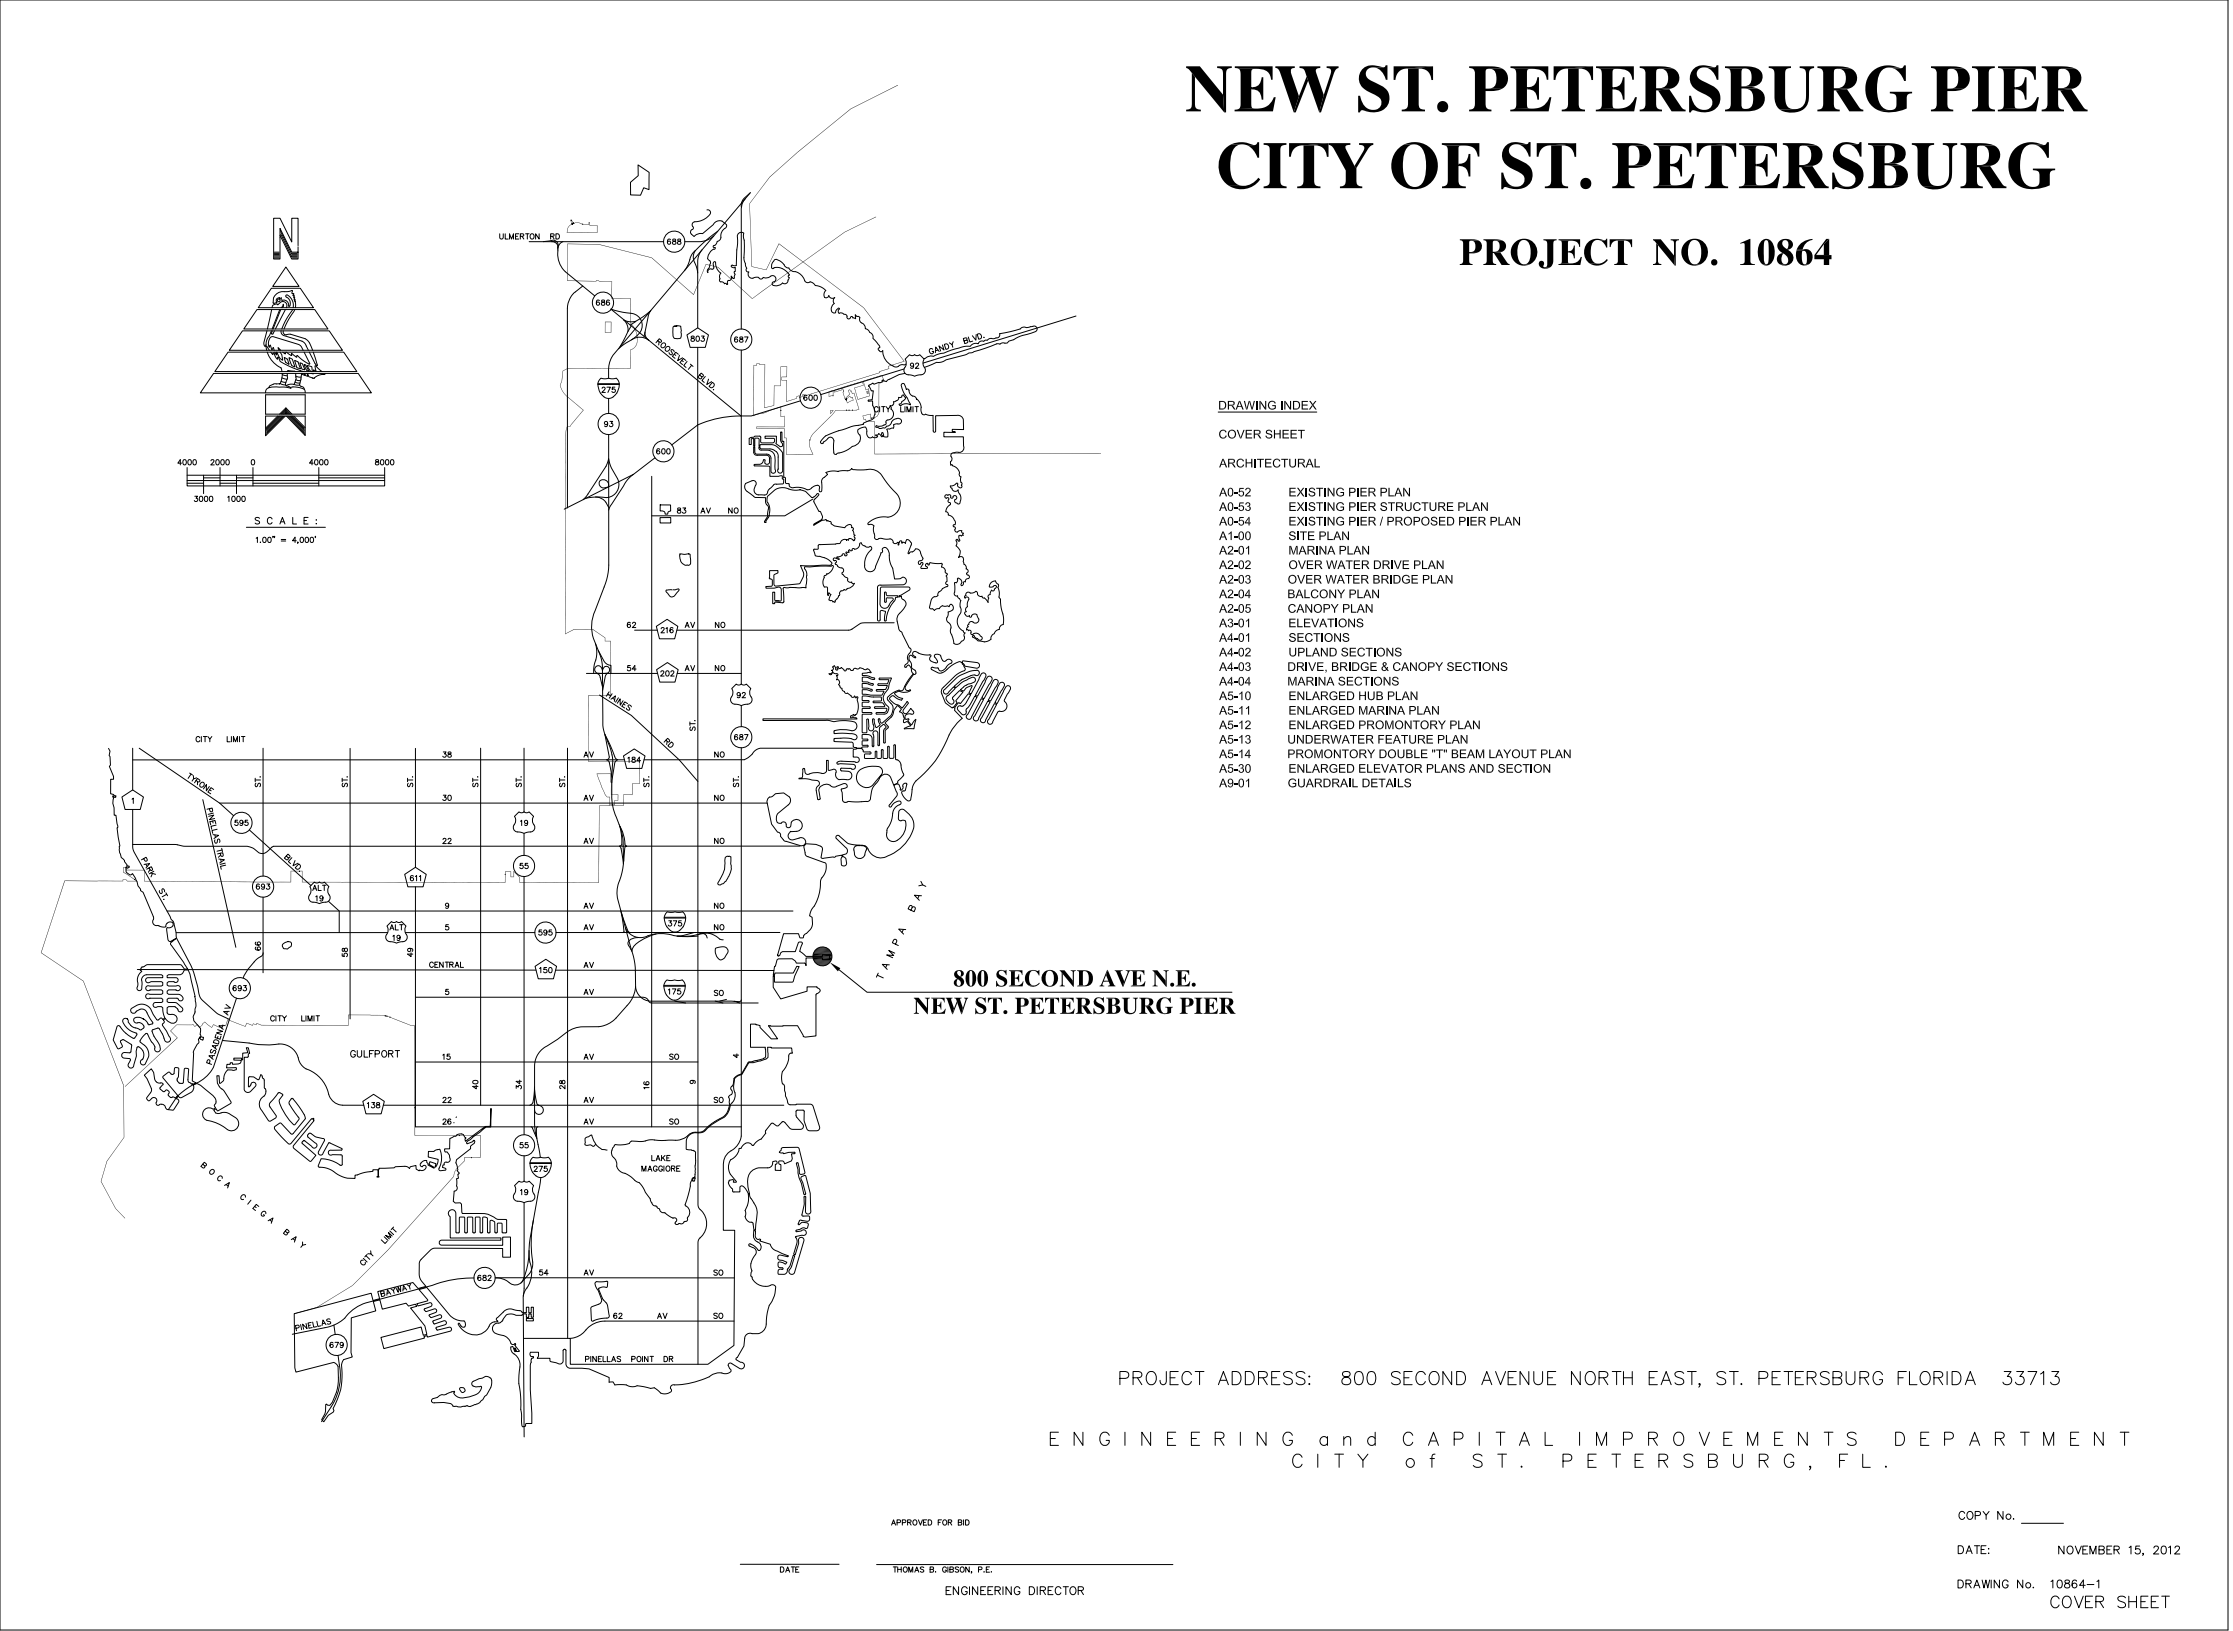 NEW ST. PETERSBURG PIER
CITY OF ST. PETERSBURG
PROJECT NO. 10864
N
4000 2000 0 4000 8000
3000 1000
SCALE:
1.00" = 4,000'
DRAWING INDEX
COVER SHEET
ARCHITECTURAL
A0-52 EXISTING PIER PLAN
A0-53 EXISTING PIER STRUCTURE PLAN
A0-54 EXISTING PIER / PROPOSED PIER PLAN
A1-00 SITE PLAN
A2-01 MARINA PLAN
A2-02 OVER WATER DRIVE PLAN
A2-03 OVER WATER BRIDGE PLAN
A2-04 BALCONY PLAN
A2-05 CANOPY PLAN
A3-01 ELEVATIONS
A4-01 SECTIONS
A4-02 UPLAND SECTIONS
A4-03 DRIVE, BRIDGE & CANOPY SECTIONS
A4-04 MARINA SECTIONS
A5-10 ENLARGED HUB PLAN
A5-11 ENLARGED MARINA PLAN
A5-12 ENLARGED PROMONTORY PLAN
A5-13 UNDERWATER FEATURE PLAN
A5-14 PROMONTORY DOUBLE "T" BEAM LAYOUT PLAN
A5-30 ENLARGED ELEVATOR PLANS AND SECTION
A9-01 GUARDRAIL DETAILS
ULMERTON RD
688
686
803
687
ROOSEVELT BLVD.
GANDY BLVD.
92
275
600
CITY LIMIT
93
600
83 AV NO
62 216 AV NO
54 202 AV NO
HAINES RD
92
ST.
687
CITY LIMIT
38 AV 184 NO
TYRONE BLVD.
ST. ST. ST. ST. ST. ST. ST. ST.
1
30 AV NO
PINELLAS TRAIL
595
19
22 AV NO
PARK ST.
55
693
ALT 19
611
9 AV NO
375
ALT 19
5 595 AV NO
66 58 49
TAMPA BAY
CENTRAL 150 AV
800 SECOND AVE N.E.
NEW ST. PETERSBURG PIER
693
5 AV 175 SO
CITY LIMIT
PASADENA AV
GULFPORT
15 AV SO
4
40 34 28 16 9
138
22 AV SO
26 AV SO
55
275
LAKE
MAGGIORE
19
BOCA CIEGA BAY
CITY LIMIT
682
54 AV SO
PINELLAS BAYWAY
62 AV SO
679
PINELLAS POINT DR
PROJECT ADDRESS: 800 SECOND AVENUE NORTH EAST, ST. PETERSBURG FLORIDA 33713
ENGINEERING and CAPITAL IMPROVEMENTS DEPARTMENT
CITY of ST. PETERSBURG, FL.
APPROVED FOR BID
DATE
THOMAS B. GIBSON, P.E.
ENGINEERING DIRECTOR
COPY No.
DATE: NOVEMBER 15, 2012
DRAWING No. 10864-1
COVER SHEET